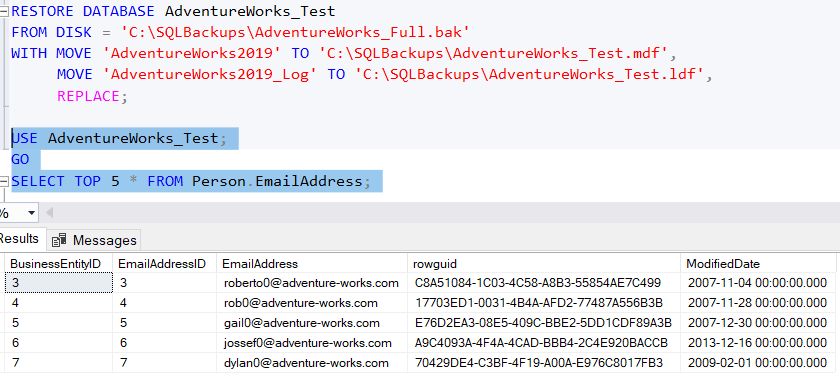 RESTORE DATABASE AdventureWorks_Test
FROM DISK = 'C:\SQLBackups\AdventureWorks_Full.bak'
WITH MOVE 'AdventureWorks2019' TO 'C:\SQLBackups\AdventureWorks_Test.mdf',
MOVE 'AdventureWorks2019_Log' TO 'C:\SQLBackups\AdventureWorks_Test.ldf',
REPLACE;
USE AdventureWorks_Test;
GO
SELECT TOP 5 * FROM Person.EmailAddress;
%
Results Messages
BusinessEntityID EmailAddressID EmailAddress rowguid ModifiedDate
3 3 roberto0@adventure-works.com C8A51084-1C03-4C58-A8B3-55854AE7C499 2007-11-04 00:00:00.000
4 4 rob0@adventure-works.com 17703ED1-0031-4B4A-AFD2-77487A556B3B 2007-11-28 00:00:00.000
5 5 gail0@adventure-works.com E76D2EA3-08E5-409C-BBE2-5DD1CDF89A3B 2007-12-30 00:00:00.000
6 6 jossef0@adventure-works.com A9C4093A-4F4A-4CAD-BBB4-2C4E920BACCB 2013-12-16 00:00:00.000
7 7 dylan0@adventure-works.com 70429DE4-C3BF-4F19-A00A-E976C8017FB3 2009-02-01 00:00:00.000